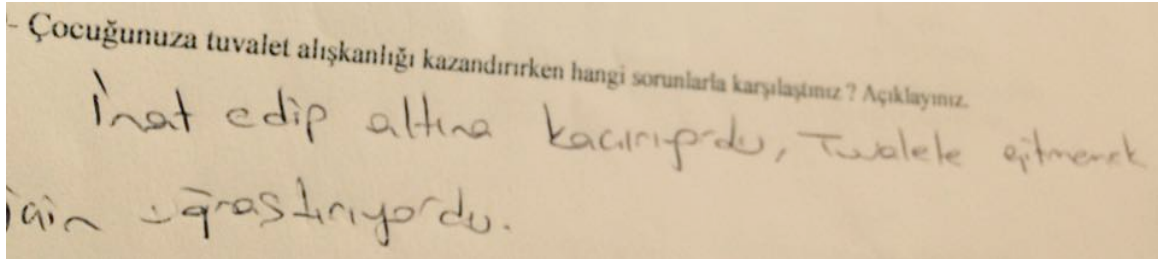 - Çocuğunuza tuvalet alışkanlığı kazandırırken hangi sorunlarla karşılaştınız? Açıklayınız.
İnat edip altına kaçırıyordu, Tuvalete gitmemek
için uğraştırıyordu.